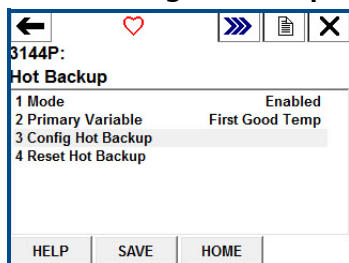 3144P:
Hot Backup
1 Mode Enabled
2 Primary Variable First Good Temp
3 Config Hot Backup
4 Reset Hot Backup
HELP SAVE HOME